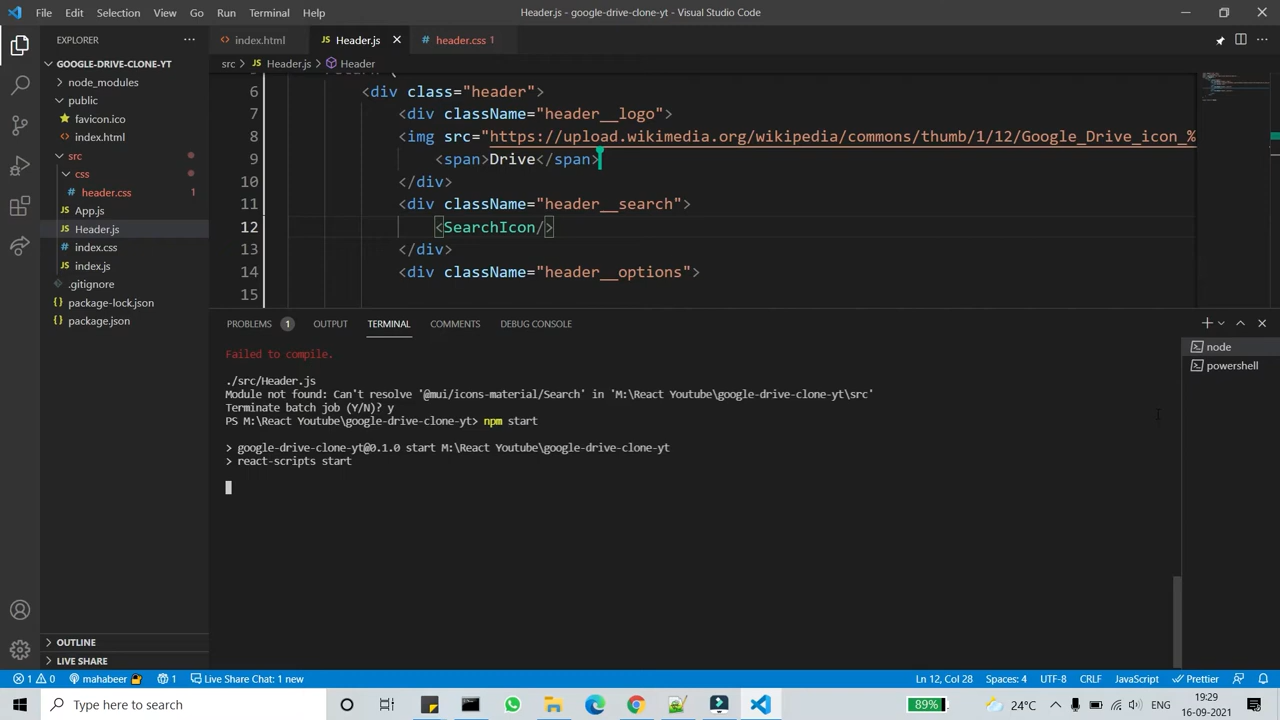 File Edit Selection View Go Run Terminal Help
Header.js - google-drive-clone-yt - Visual Studio Code
EXPLORER
index.html
Header.js
header.css 1
GOOGLE-DRIVE-CLONE-YT
src > Header.js > Header
node_modules
public
favicon.ico
index.html
src
css
header.css 1
App.js
Header.js
index.css
index.js
.gitignore
package-lock.json
package.json
6 <div class="header">
7 <div className="header__logo">
8 <img src="https://upload.wikimedia.org/wikipedia/commons/thumb/1/12/Google_Drive_icon_%
9 <span>Drive</span>
10 </div>
11 <div className="header__search">
12 <SearchIcon/>
13 </div>
14 <div className="header__options">
15
PROBLEMS 1 OUTPUT TERMINAL COMMENTS DEBUG CONSOLE
node
powershell
Failed to compile.
./src/Header.js
Module not found: Can't resolve '@mui/icons-material/Search' in 'M:\React Youtube\google-drive-clone-yt\src'
Terminate batch job (Y/N)? y
PS M:\React Youtube\google-drive-clone-yt> npm start
> google-drive-clone-yt@0.1.0 start M:\React Youtube\google-drive-clone-yt
> react-scripts start
OUTLINE
LIVE SHARE
1 0 mahabeer 1 Live Share Chat: 1 new
Ln 12, Col 28 Spaces: 4 UTF-8 CRLF JavaScript Prettier
Type here to search
89% 24°C ENG
19:29
16-09-2021